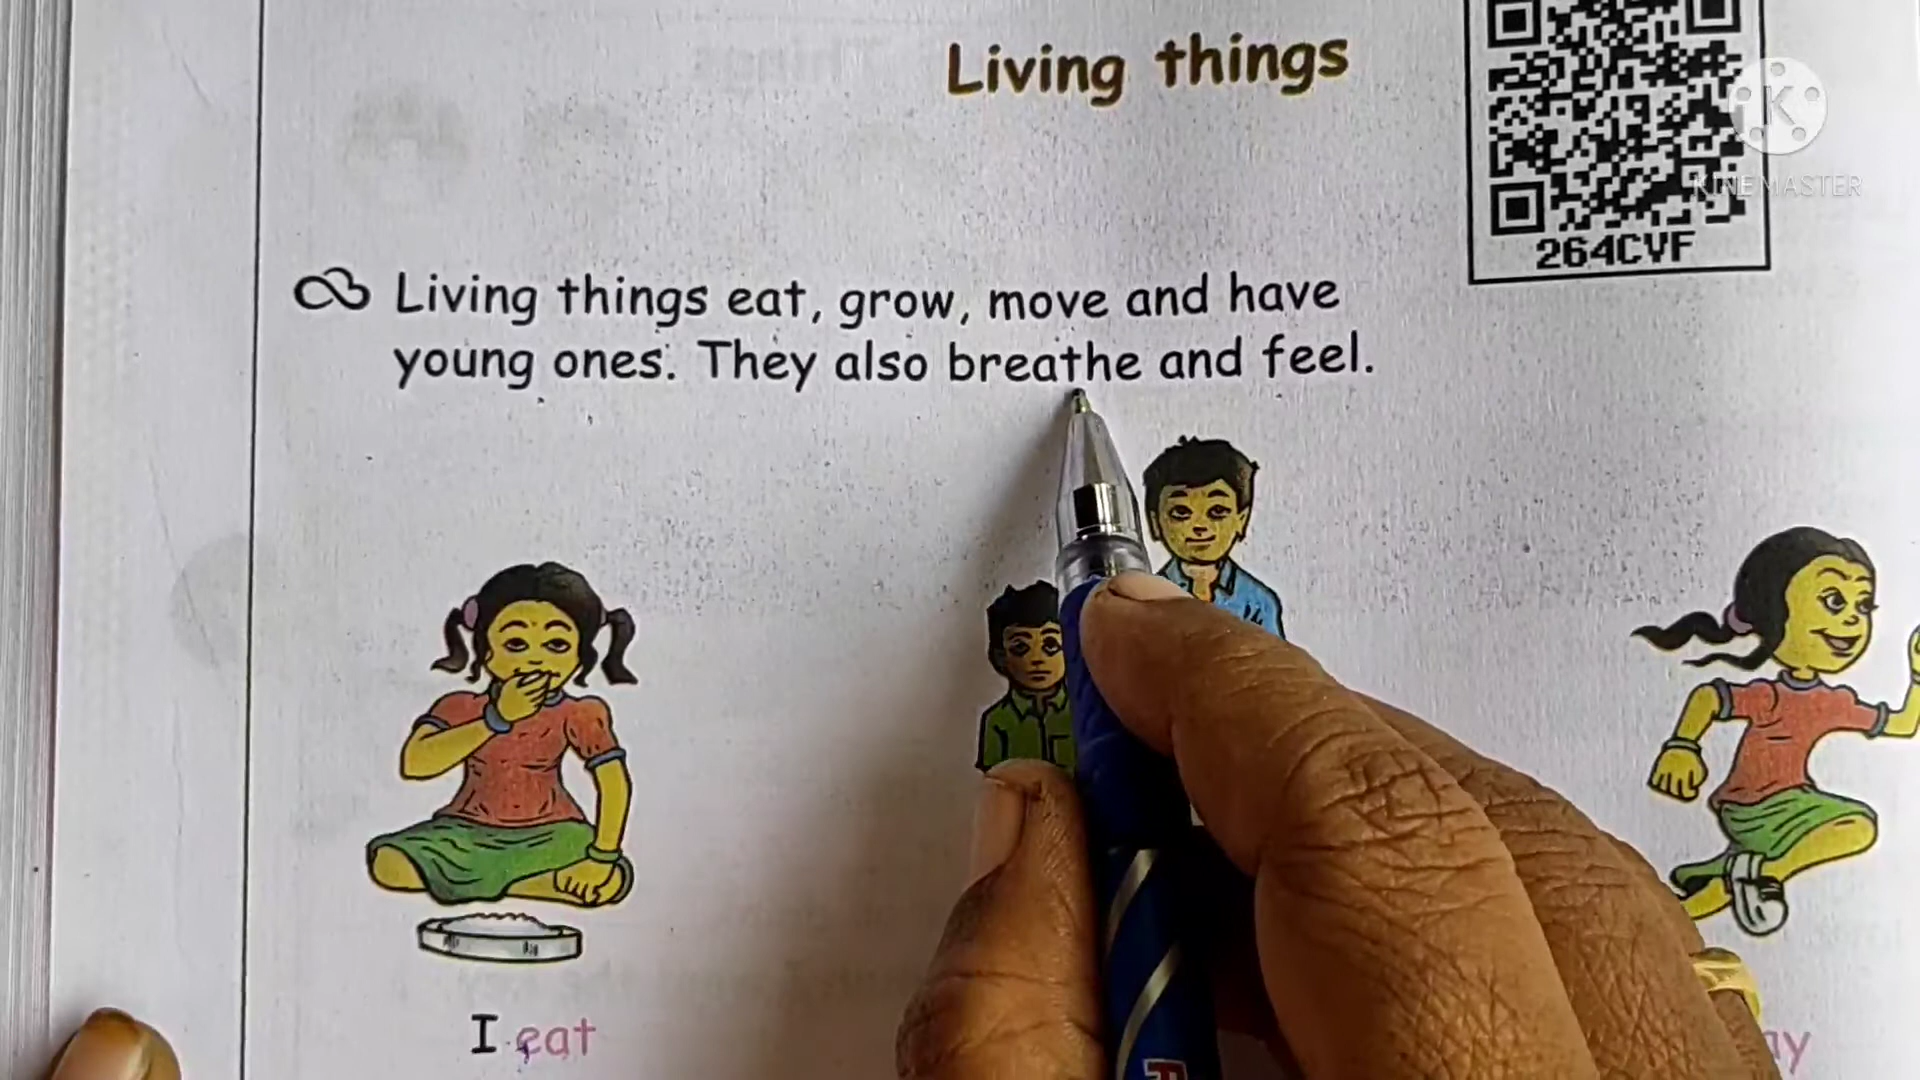 Living things
KINEMASTER
264CVF
Living things eat, grow, move and have
young ones. They also breathe and feel.
I eat